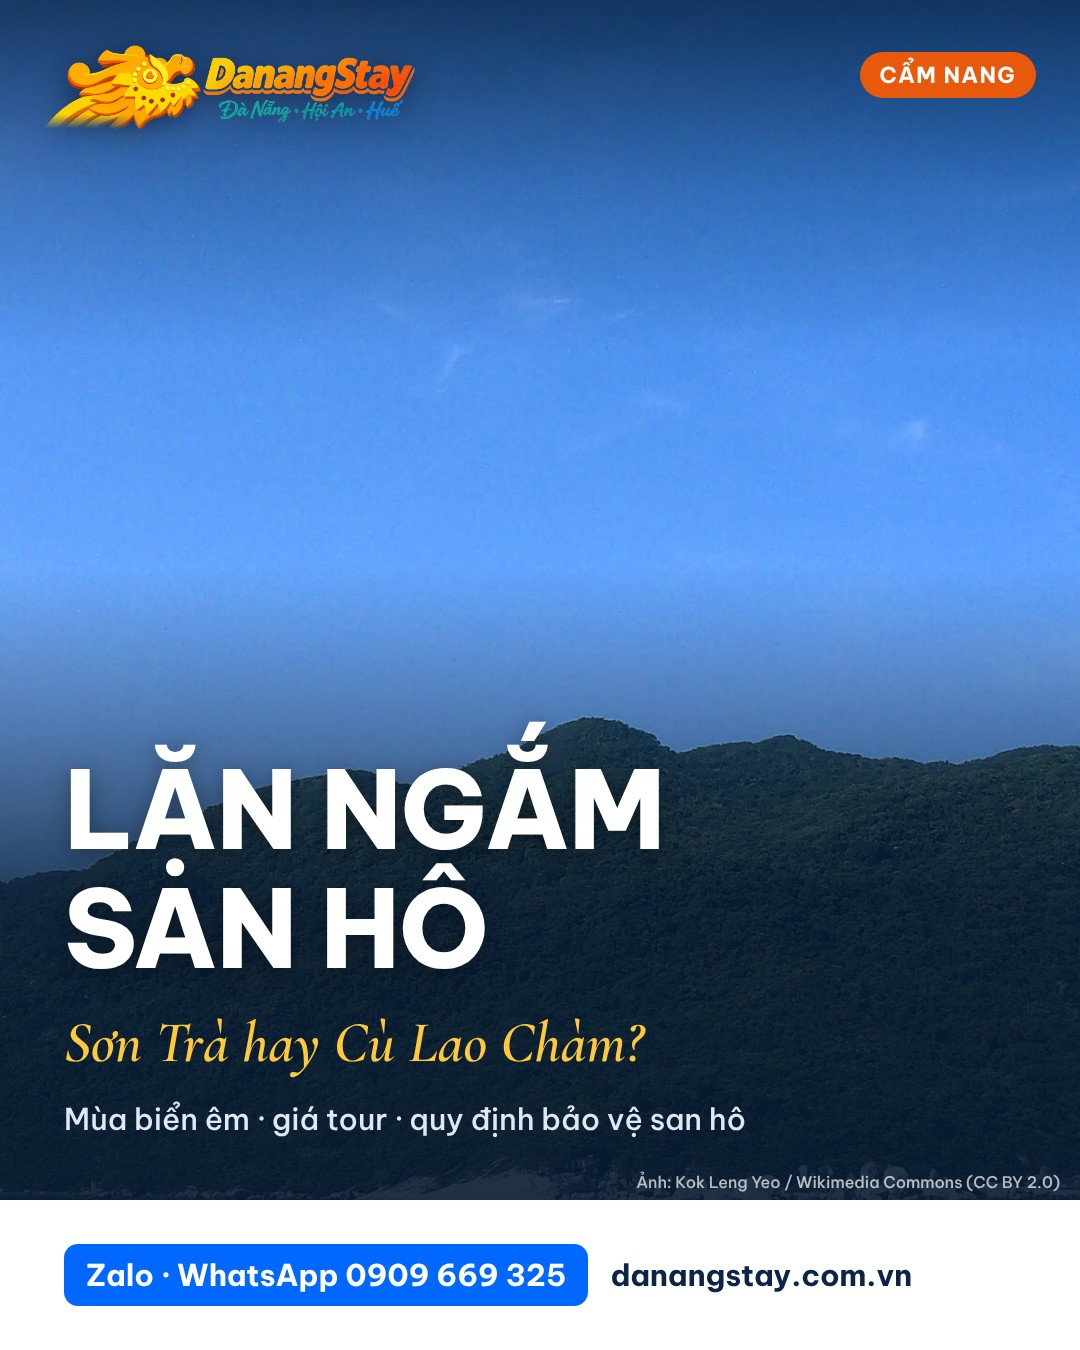 DanangStay
Đà Nẵng · Hội An · Huế
CẨM NANG
LẶN NGẮM
SAN HÔ
Sơn Trà hay Cù Lao Chàm?
Mùa biển êm · giá tour · quy định bảo vệ san hô
Ảnh: Kok Leng Yeo / Wikimedia Commons (CC BY 2.0)
Zalo · WhatsApp 0909 669 325
danangstay.com.vn